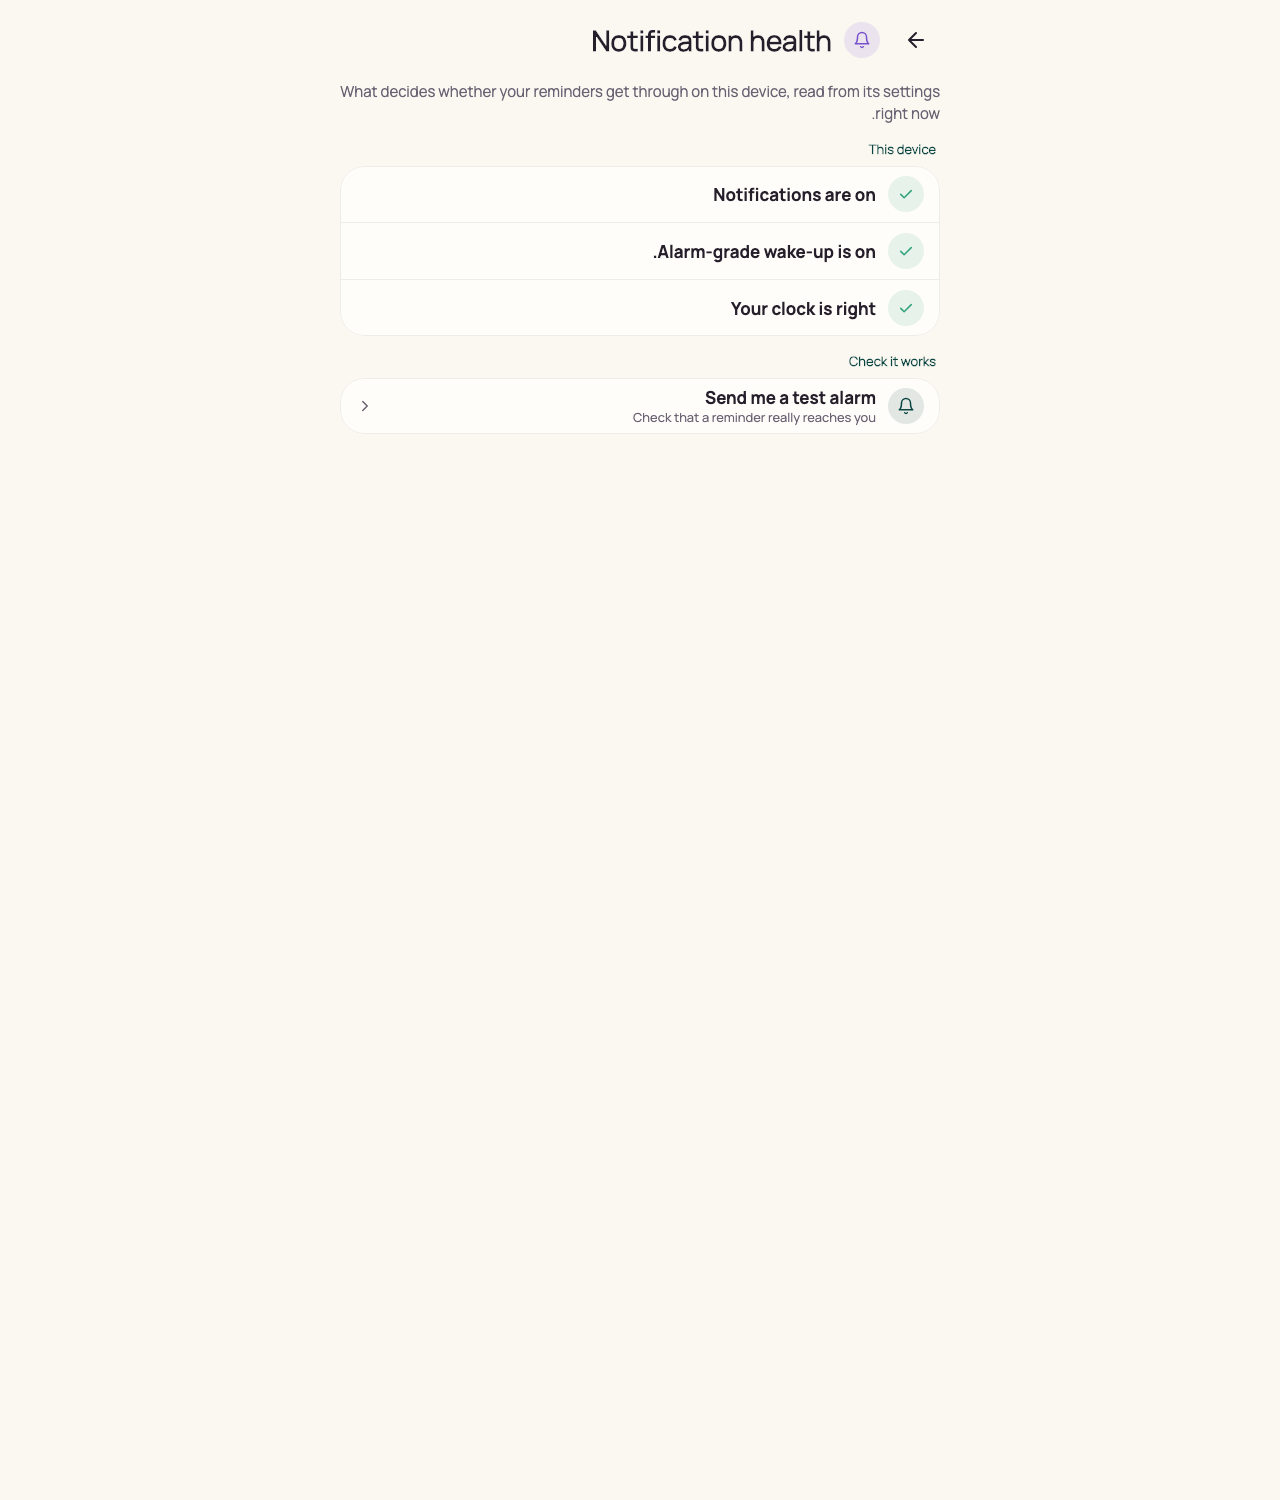 Notification health
What decides whether your reminders get through on this device, read from its settings
.right now
This device
Notifications are on
.Alarm-grade wake-up is on
Your clock is right
Check it works
Send me a test alarm
Check that a reminder really reaches you